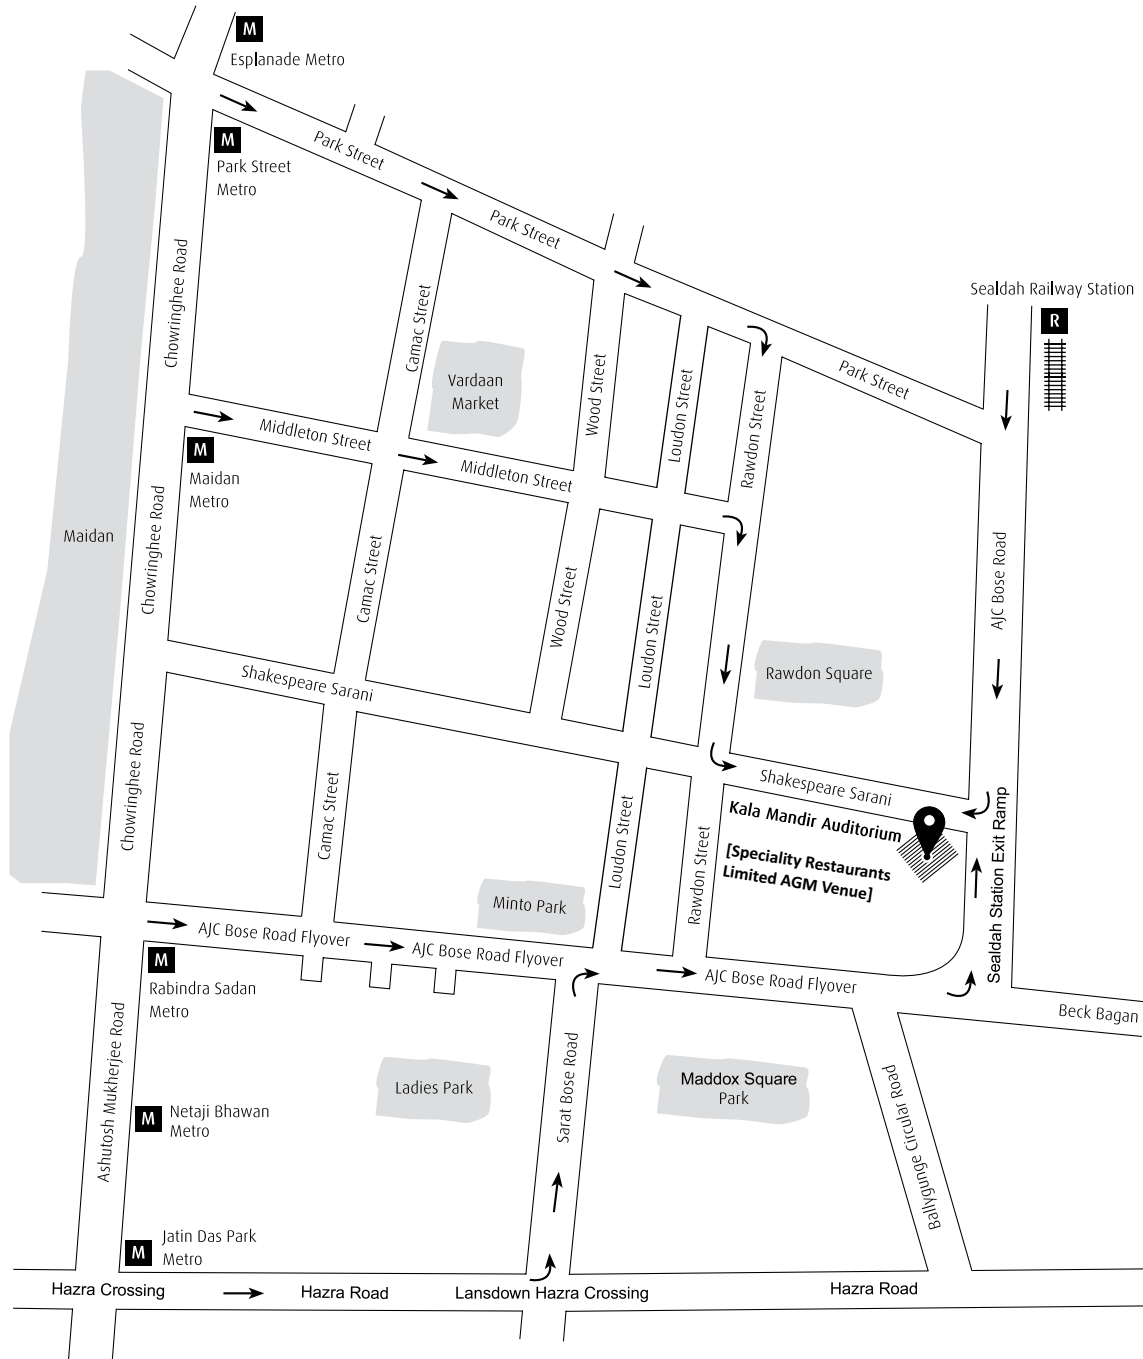 M
Esplanade Metro
M
Park Street
Metro
Park Street
Park Street
Park Street
Sealdah Railway Station
R
Chowringhee Road
Camac Street
Vardaan
Market
Wood Street
Loudon Street
Rawdon Street
Middleton Street
Middleton Street
M
Maidan
Metro
Maidan
Chowringhee Road
Camac Street
Wood Street
Loudon Street
AJC Bose Road
Rawdon Square
Shakespeare Sarani
Shakespeare Sarani
Chowringhee Road
Camac Street
Loudon Street
Rawdon Street
Kala Mandir Auditorium
[Speciality Restaurants
Limited AGM Venue]
Sealdah Station Exit Ramp
Minto Park
AJC Bose Road Flyover
AJC Bose Road Flyover
AJC Bose Road Flyover
M
Rabindra Sadan
Metro
Beck Bagan
Ashutosh Mukherjee Road
Sarat Bose Road
Ballygunge Circular Road
Ladies Park
Maddox Square
Park
M
Netaji Bhawan
Metro
M
Jatin Das Park
Metro
Hazra Crossing
Hazra Road
Lansdown Hazra Crossing
Hazra Road